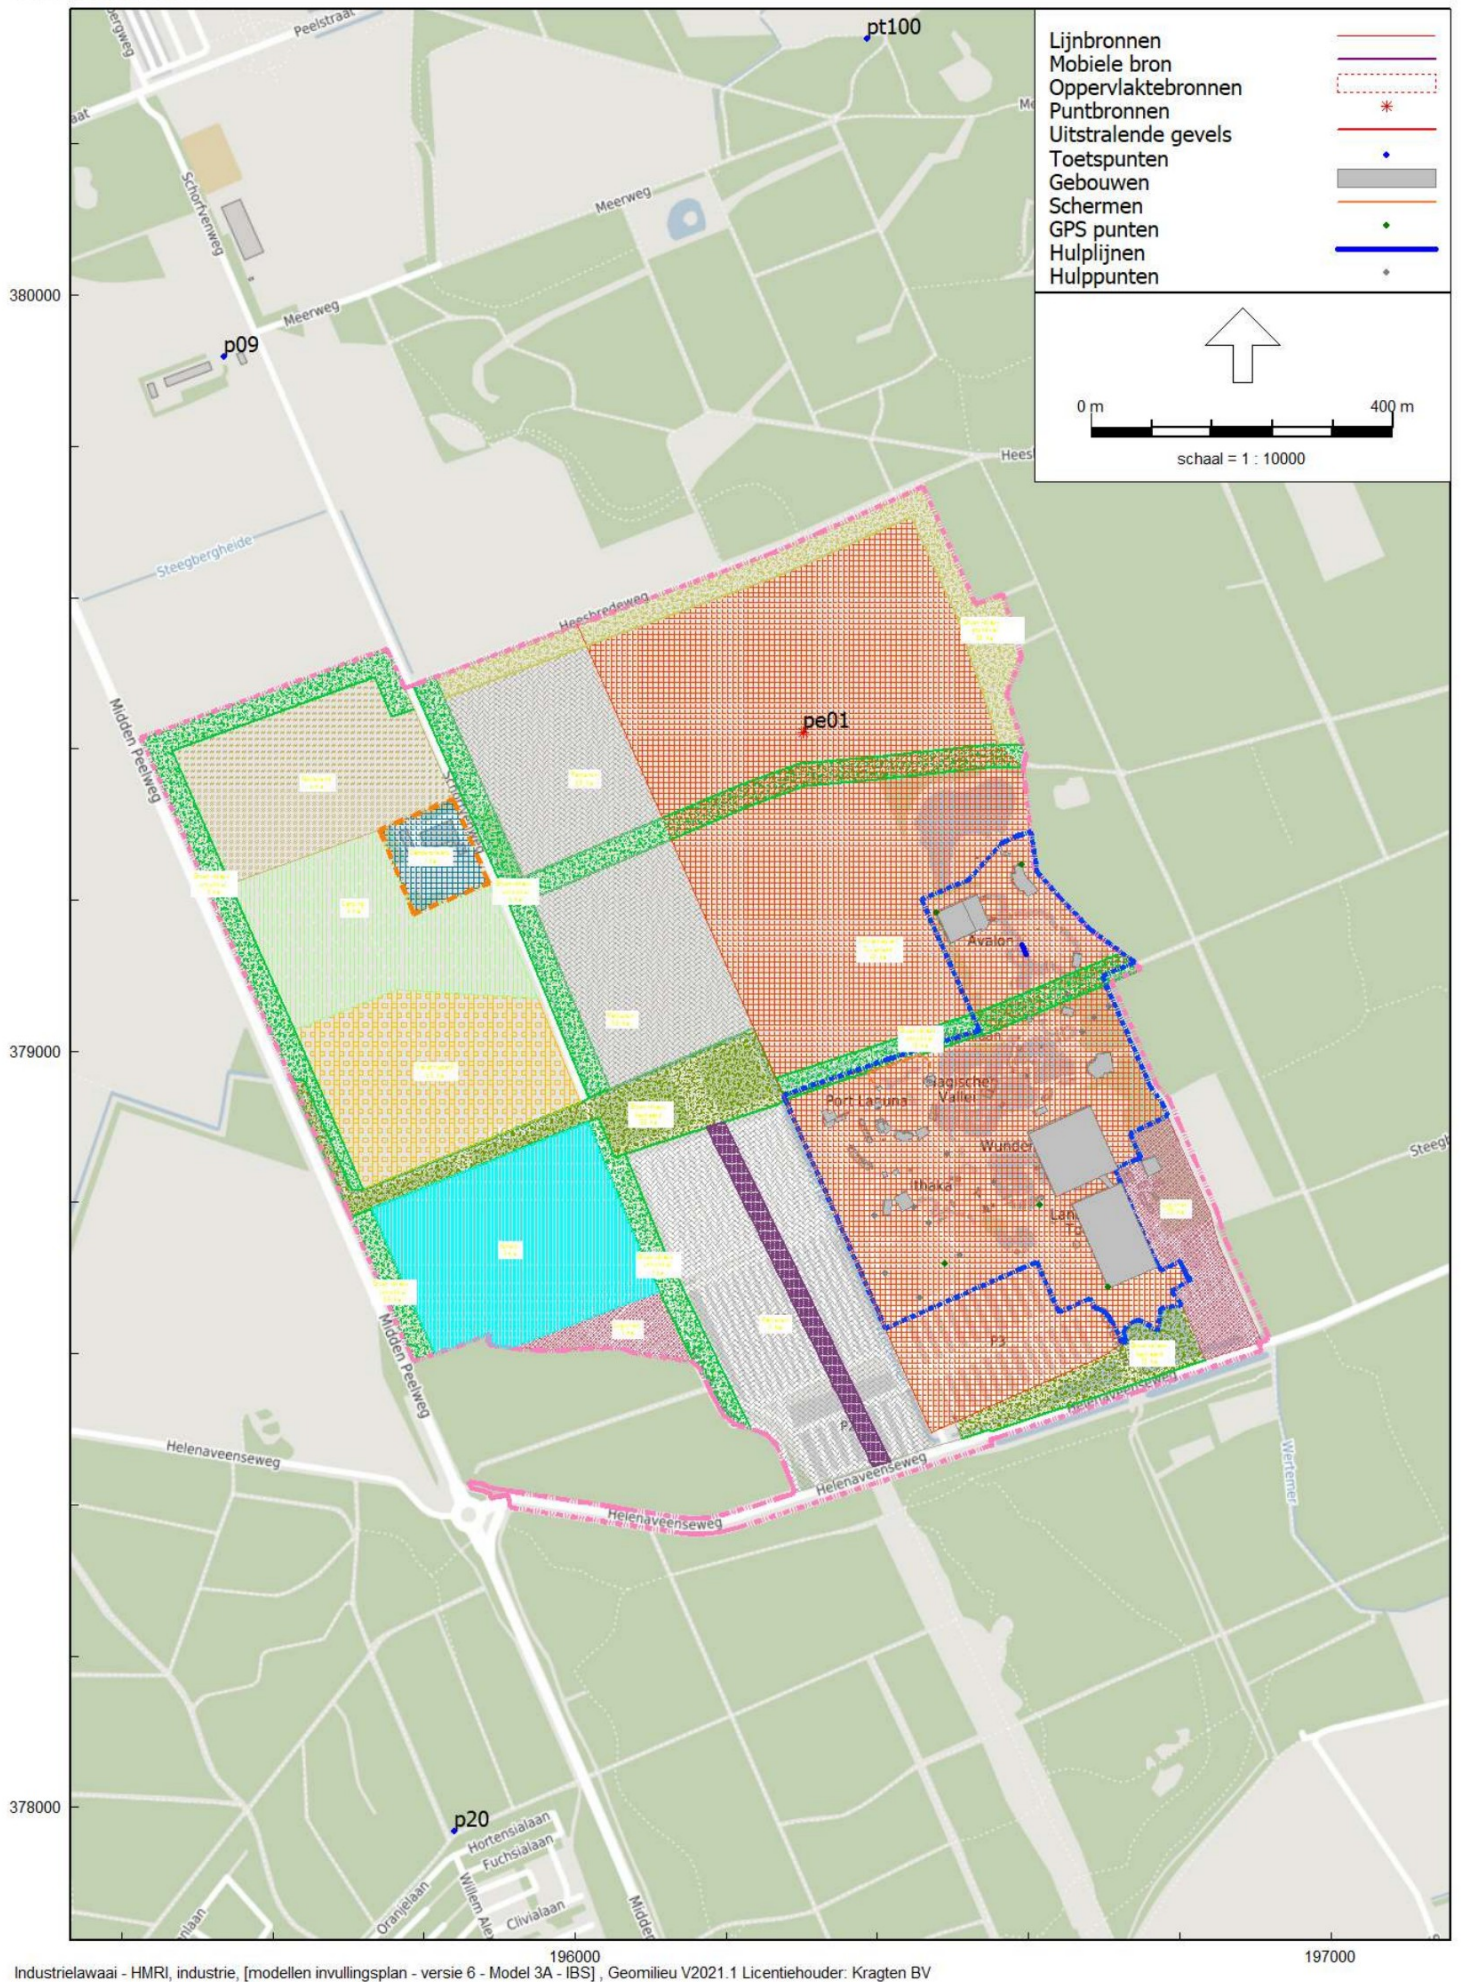 pt100
Peelstraat
Lijnbronnen
Mobiele bron
Oppervlaktebronnen
Puntbronnen
Uitstralende gevels
Toetspunten
Gebouwen
Schermen
GPS punten
Hulplijnen
Hulppunten
Schorfvenweg
Meerweg
380000
Meerweg
p09
0 m 400 m
schaal = 1 : 10000
Steegbergheide
Heesbredeweg
Midden Peelweg
pe01
Avalon
379000
Magische
Vallei
Port Laguna
Ithaka
P3
Midden Peelweg
Helenaveenseweg
Helenaveenseweg
Helenaveenseweg
Helenaveenseweg
378000
p20
Hortensialaan
Fuchsialaan
Oranjelaan
Clivialaan
196000 197000
Industrielawaai - HMRI, industrie, [modellen invullingsplan - versie 6 - Model 3A - IBS] , Geomilieu V2021.1 Licentiehouder: Kragten BV